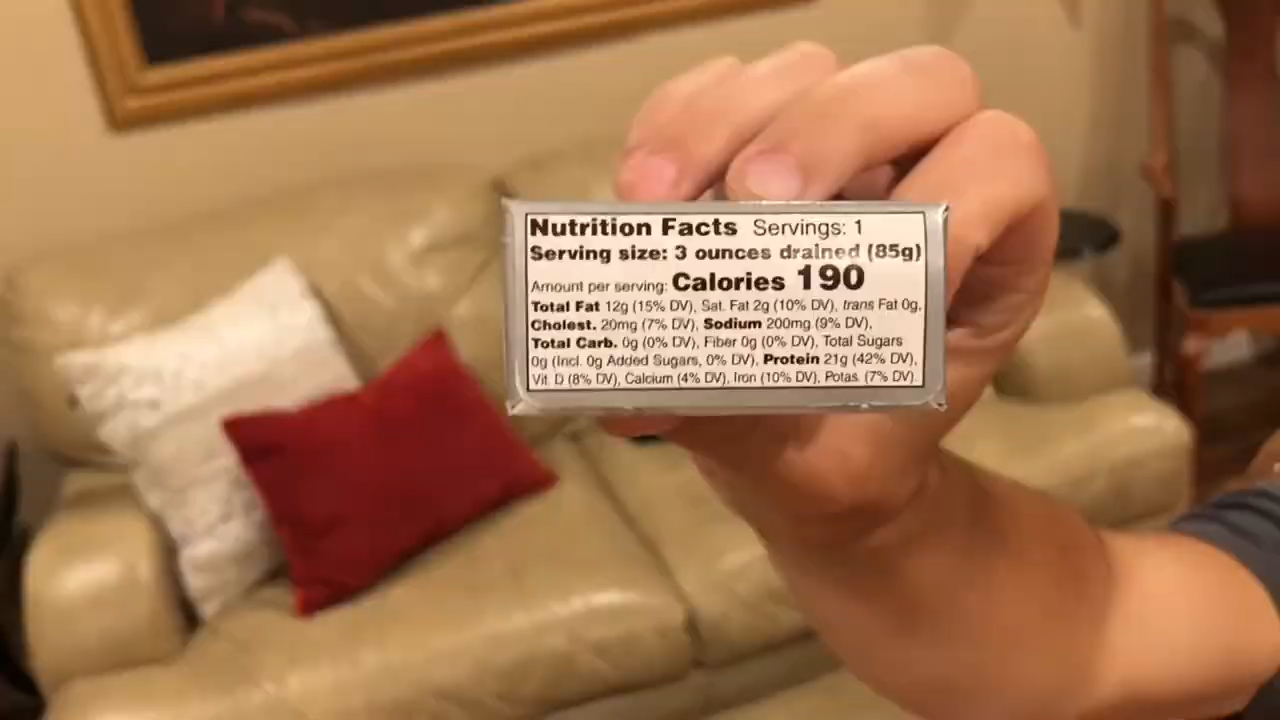 Nutrition Facts Servings: 1
Serving size: 3 ounces drained (85g)
Amount per serving: Calories 190
Total Fat 12g (15% DV), Sat. Fat 2g (10% DV), trans Fat 0g,
Cholest. 20mg (7% DV), Sodium 200mg (9% DV),
Total Carb. 0g (0% DV), Fiber 0g (0% DV), Total Sugars
0g (Incl. 0g Added Sugars, 0% DV), Protein 21g (42% DV),
Vit. D (8% DV), Calcium (4% DV), Iron (10% DV), Potas. (7% DV).